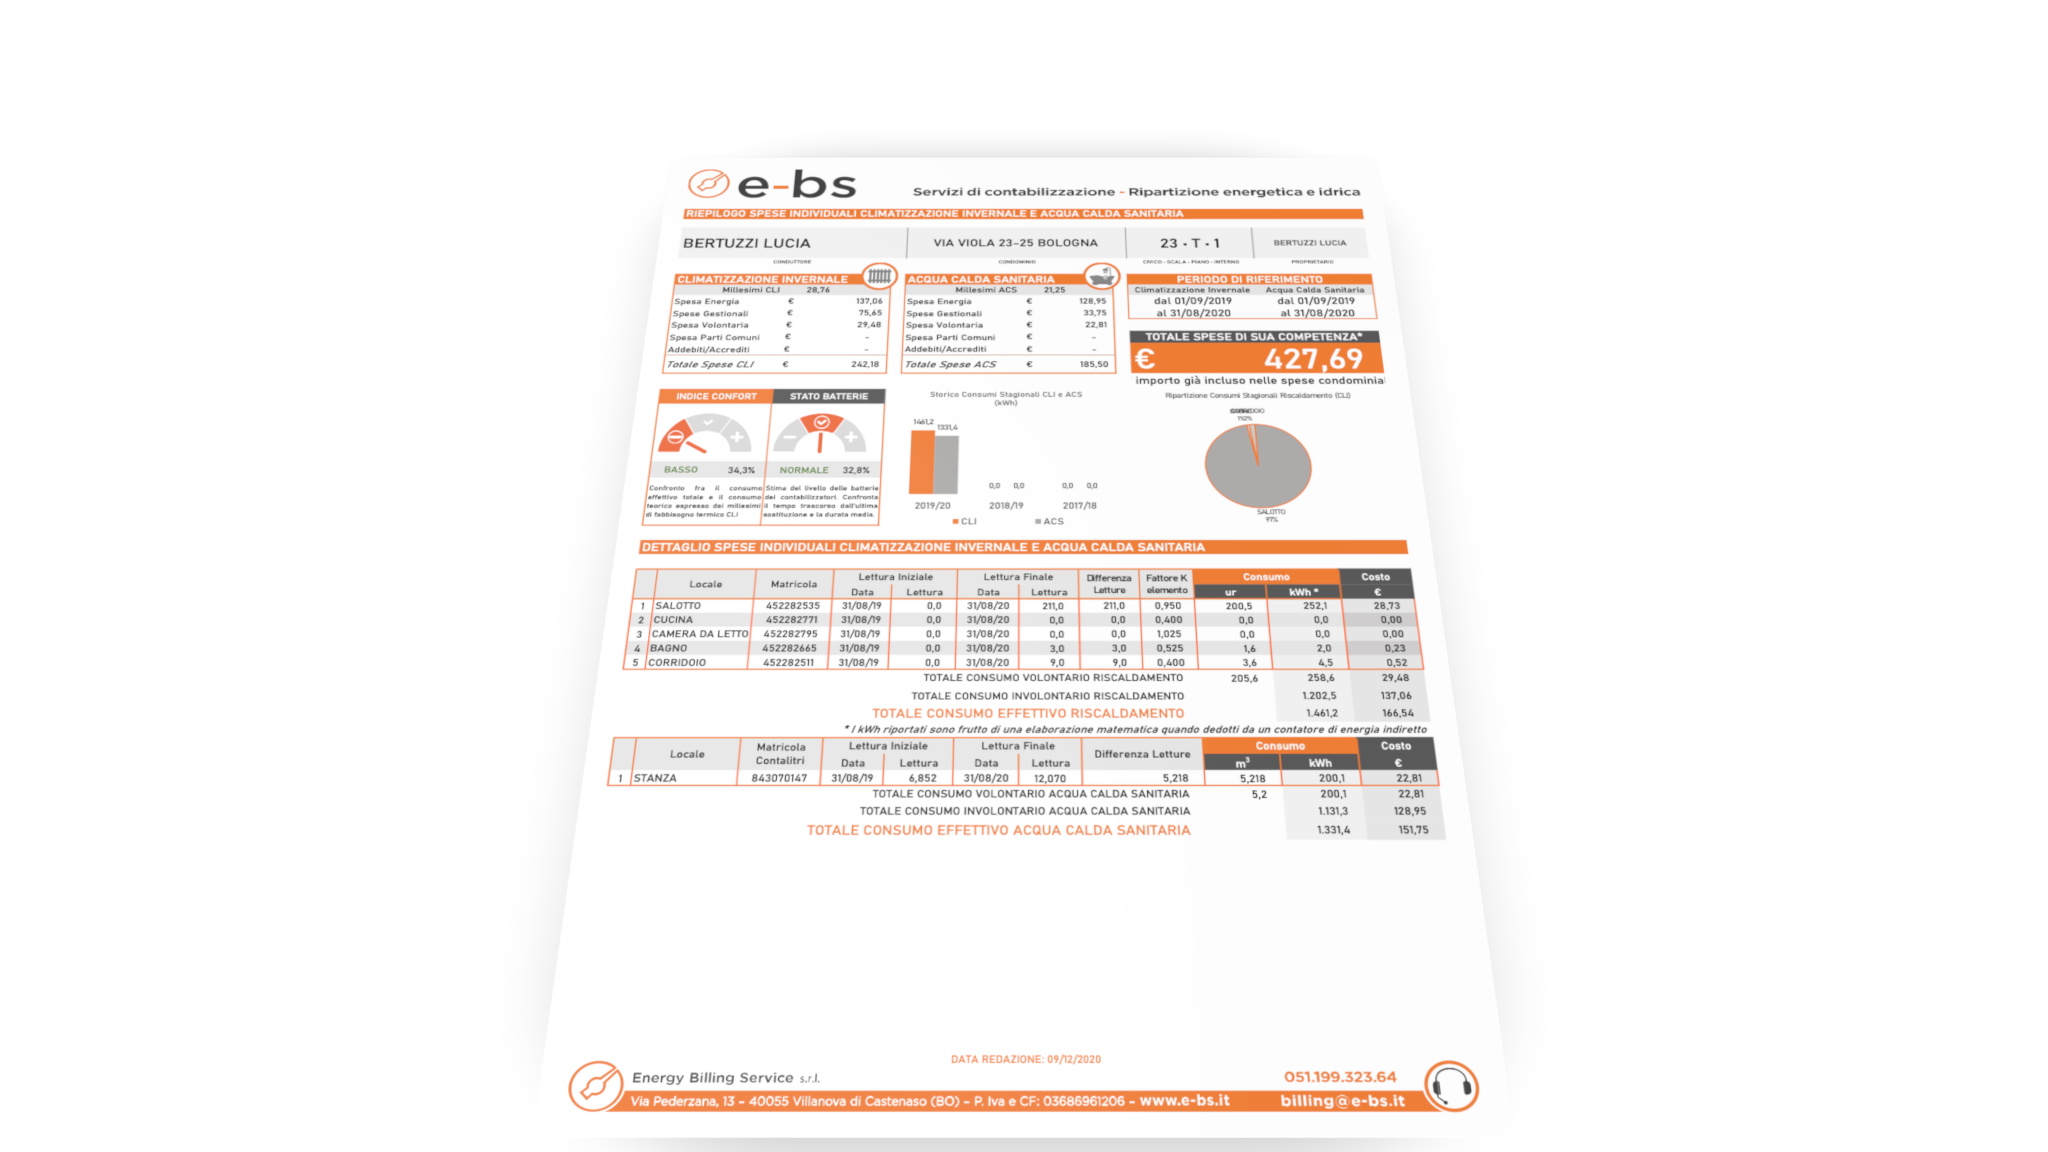 e-bs
Servizi di contabilizzazione - Ripartizione energetica e idrica
RIEPILOGO SPESE INDIVIDUALI CLIMATIZZAZIONE INVERNALE E ACQUA CALDA SANITARIA
BERTUZZI LUCIA VIA VIOLA 23-25 BOLOGNA 23 - T - 1 BERTUZZI LUCIA
CONDUTTORE CONDOMINIO CIVICO - SCALA - PIANO - INTERNO PROPRIETARIO
CLIMATIZZAZIONE INVERNALE
Millesimi CLI 28,76
Spesa Energia € 137,06
Spese Gestionali € 75,65
Spesa Volontaria € 29,48
Spesa Parti Comuni € -
Addebiti/Accrediti € -
Totale Spese CLI € 242,18
ACQUA CALDA SANITARIA
Millesimi ACS 21,25
Spesa Energia € 128,95
Spese Gestionali € 33,75
Spesa Volontaria € 22,81
Spesa Parti Comuni € -
Addebiti/Accrediti € -
Totale Spese ACS € 185,50
PERIODO DI RIFERIMENTO
Climatizzazione Invernale Acqua Calda Sanitaria
dal 01/09/2019 dal 01/09/2019
al 31/08/2020 al 31/08/2020
TOTALE SPESE DI SUA COMPETENZA*
€ 427,69
importo già incluso nelle spese condominia
INDICE CONFORT
BASSO 34,3%
Confronto fra il consumo
effettivo totale e il consumo
teorico espresso dai millesimi
di fabbisogno termico CLI
STATO BATTERIE
NORMALE 32,8%
Stima del livello delle batterie
dei contabilizzatori. Confronta
il tempo trascorso dall'ultima
sostituzione e la durata media.
Storico Consumi Stagionali CLI e ACS
(kWh)
1461,2
1331,4
0,0 0,0 0,0 0,0
2019/20 2018/19 2017/18
CLI ACS
Ripartizione Consumi Stagionali Riscaldamento (CLI)
SALOTTO
97%
DETTAGLIO SPESE INDIVIDUALI CLIMATIZZAZIONE INVERNALE E ACQUA CALDA SANITARIA
Locale Matricola Lettura Iniziale Lettura Finale Differenza Letture Fattore K elemento Consumo Costo
Data Lettura Data Lettura ur kWh * €
1 SALOTTO 452282535 31/08/19 0,0 31/08/20 211,0 211,0 0,950 200,5 252,1 28,73
2 CUCINA 452282771 31/08/19 0,0 31/08/20 0,0 0,0 0,400 0,0 0,0 0,00
3 CAMERA DA LETTO 452282795 31/08/19 0,0 31/08/20 0,0 0,0 1,025 0,0 0,0 0,00
4 BAGNO 452282665 31/08/19 0,0 31/08/20 3,0 3,0 0,525 1,6 2,0 0,23
5 CORRIDOIO 452282511 31/08/19 0,0 31/08/20 9,0 9,0 0,400 3,6 4,5 0,52
TOTALE CONSUMO VOLONTARIO RISCALDAMENTO 205,6 258,6 29,48
TOTALE CONSUMO INVOLONTARIO RISCALDAMENTO 1.202,5 137,06
TOTALE CONSUMO EFFETTIVO RISCALDAMENTO 1.461,2 166,54
* I kWh riportati sono frutto di una elaborazione matematica quando dedotti da un contatore di energia indiretto
Locale Matricola Contalitri Lettura Iniziale Lettura Finale Differenza Letture Consumo Costo
Data Lettura Data Lettura m³ kWh €
1 STANZA 843070147 31/08/19 6,852 31/08/20 12,070 5,218 5,218 200,1 22,81
TOTALE CONSUMO VOLONTARIO ACQUA CALDA SANITARIA 5,2 200,1 22,81
TOTALE CONSUMO INVOLONTARIO ACQUA CALDA SANITARIA 1.131,3 128,95
TOTALE CONSUMO EFFETTIVO ACQUA CALDA SANITARIA 1.331,4 151,75
DATA REDAZIONE: 09/12/2020
Energy Billing Service s.r.l. 051.199.323.64
Via Pederzana, 13 - 40055 Villanova di Castenaso (BO) - P. Iva e CF: 03686961206 - www.e-bs.it billing@e-bs.it